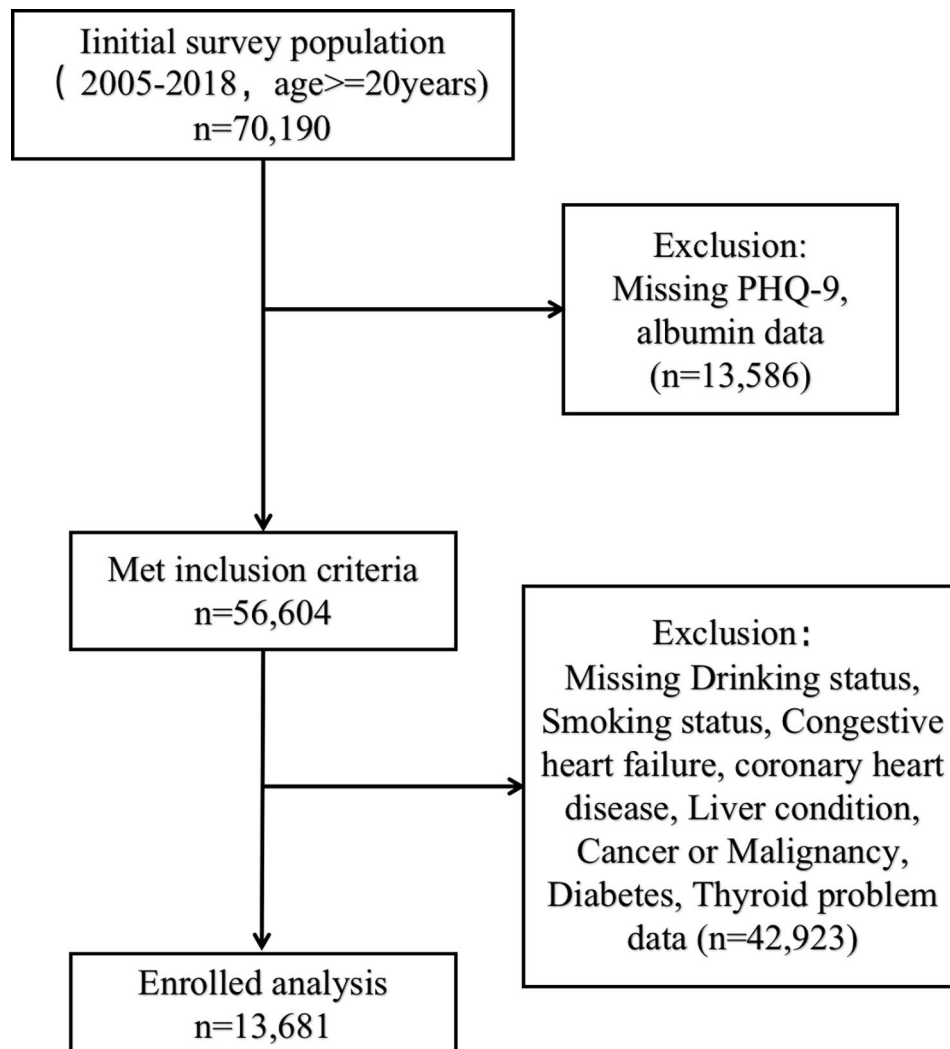 Iinitial survey population
( 2005-2018, age>=20years)
n=70,190
Exclusion:
Missing PHQ-9,
albumin data
(n=13,586)
Met inclusion criteria
n=56,604
Exclusion：
Missing Drinking status,
Smoking status, Congestive
heart failure, coronary heart
disease, Liver condition,
Cancer or Malignancy,
Diabetes, Thyroid problem
data (n=42,923)
Enrolled analysis
n=13,681